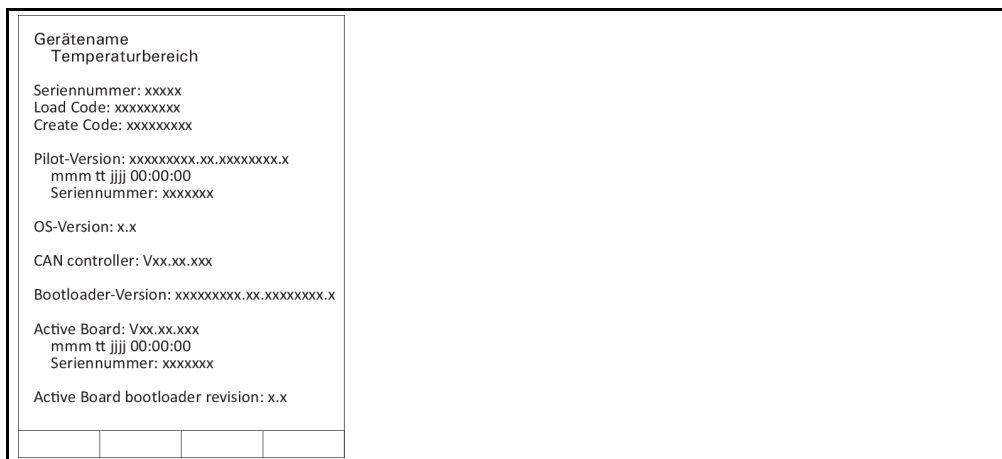 Gerätename
Temperaturbereich
Seriennummer: xxxxx
Load Code: xxxxxxxxx
Create Code: xxxxxxxxx
Pilot-Version: xxxxxxxxx.xx.xxxxxxxx.x
mmm tt jjjj 00:00:00
Seriennummer: xxxxxxx
OS-Version: x.x
CAN controller: Vxx.xx.xxx
Bootloader-Version: xxxxxxxxx.xx.xxxxxxxx.x
Active Board: Vxx.xx.xxx
mmm tt jjjj 00:00:00
Seriennummer: xxxxxxx
Active Board bootloader revision: x.x